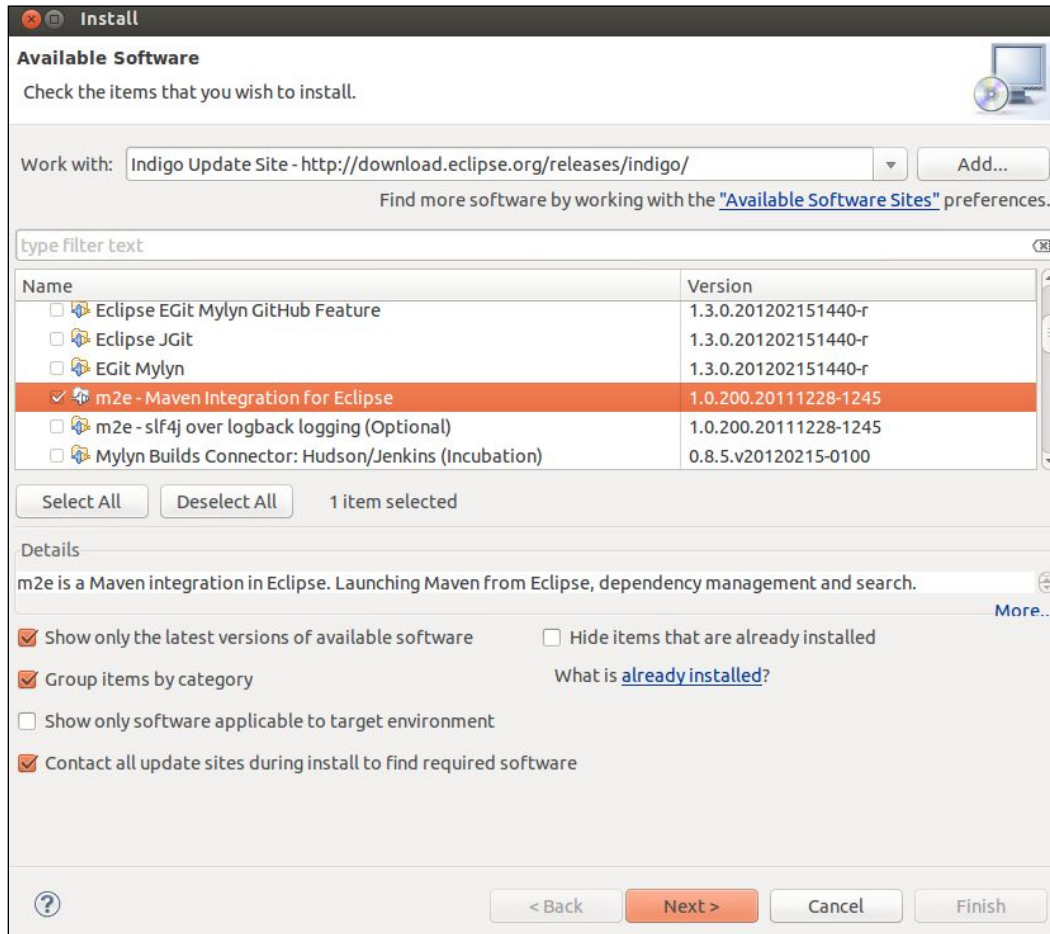 Install
Available Software
Check the items that you wish to install.
Work with: Indigo Update Site - http://download.eclipse.org/releases/indigo/ Add...
Find more software by working with the "Available Software Sites" preferences.
type filter text
Name Version
Eclipse EGit Mylyn GitHub Feature 1.3.0.201202151440-r
Eclipse JGit 1.3.0.201202151440-r
EGit Mylyn 1.3.0.201202151440-r
m2e - Maven Integration for Eclipse 1.0.200.20111228-1245
m2e - slf4j over logback logging (Optional) 1.0.200.20111228-1245
Mylyn Builds Connector: Hudson/Jenkins (Incubation) 0.8.5.v20120215-0100
Select All Deselect All 1 item selected
Details
m2e is a Maven integration in Eclipse. Launching Maven from Eclipse, dependency management and search.
More..
Show only the latest versions of available software Hide items that are already installed
Group items by category What is already installed?
Show only software applicable to target environment
Contact all update sites during install to find required software
? < Back Next > Cancel Finish